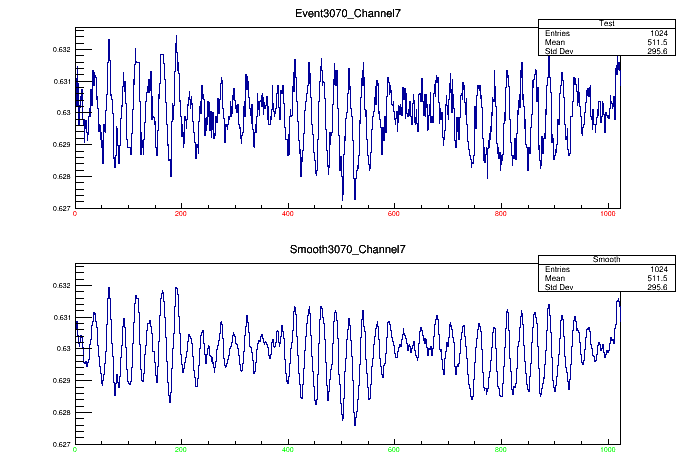 Event3070_Channel7
Test
Entries 1024
Mean 511.5
Std Dev 295.6
0.632
0.631
0.63
0.629
0.628
0.627
0 200 400 600 800 1000
Smooth3070_Channel7
Smooth
Entries 1024
Mean 511.5
Std Dev 295.6
0.632
0.631
0.63
0.629
0.628
0.627
0 200 400 600 800 1000